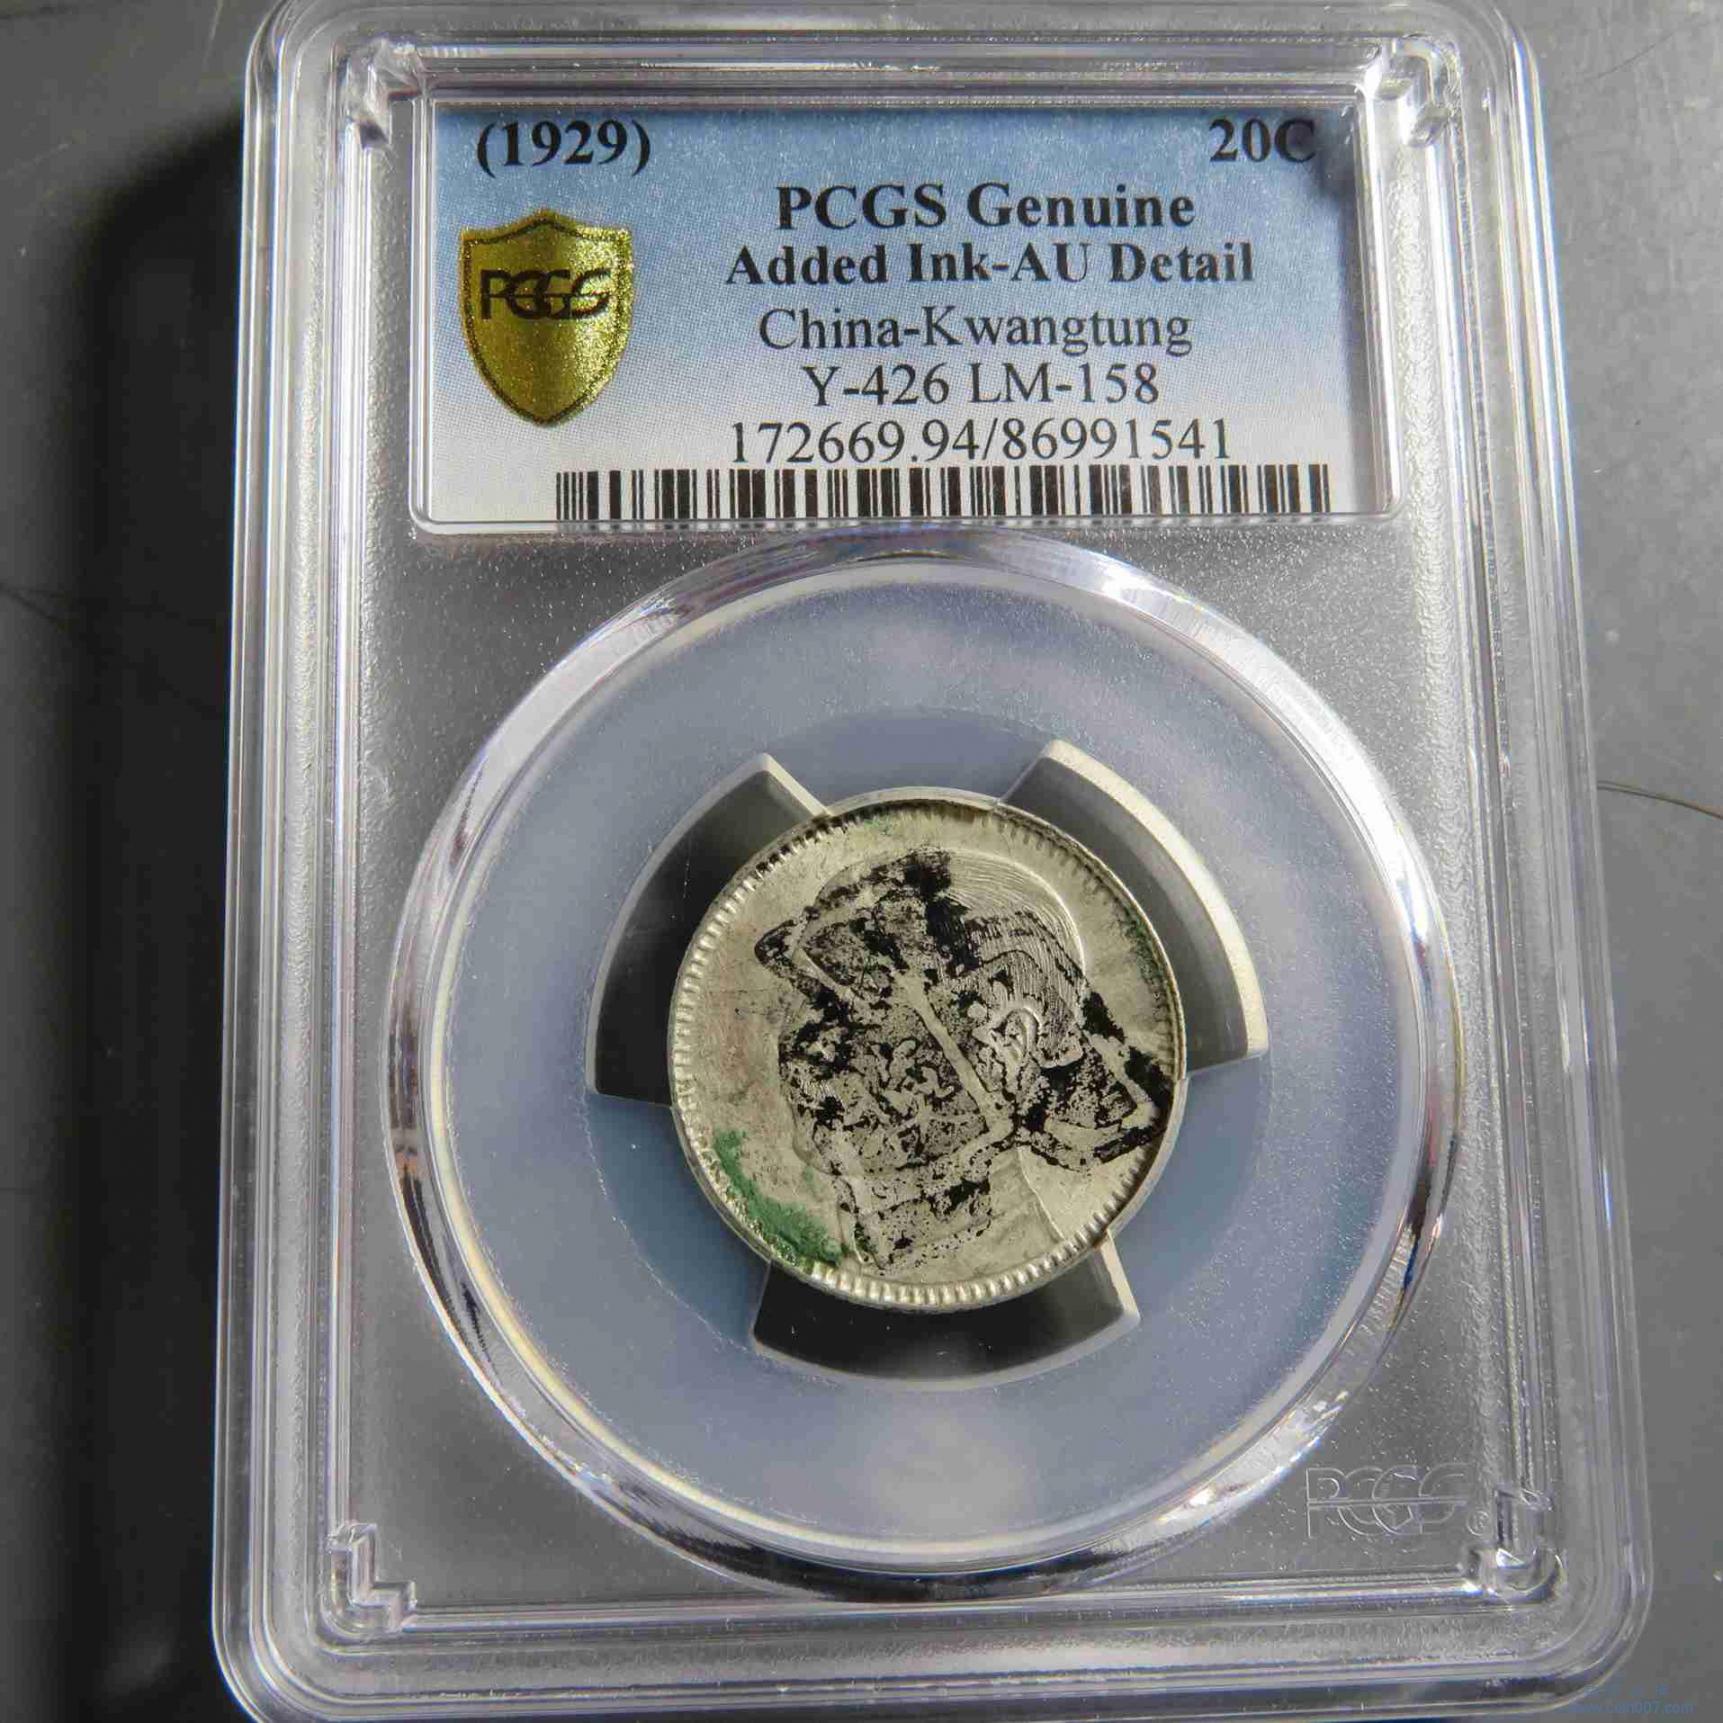 (1929) 20C
PCGS Genuine
PCGS
Added Ink-AU Detail
China-Kwangtung
Y-426 LM-158
172669.94/86991541
PCGS ®